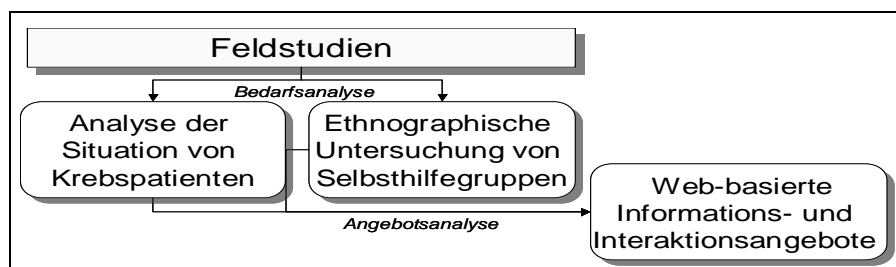 Feldstudien
Bedarfsanalyse
Analyse der
Situation von
Krebspatienten
Ethnographische
Untersuchung von
Selbsthilfegruppen
Web-basierte
Informations- und
Interaktionsangebote
Angebotsanalyse